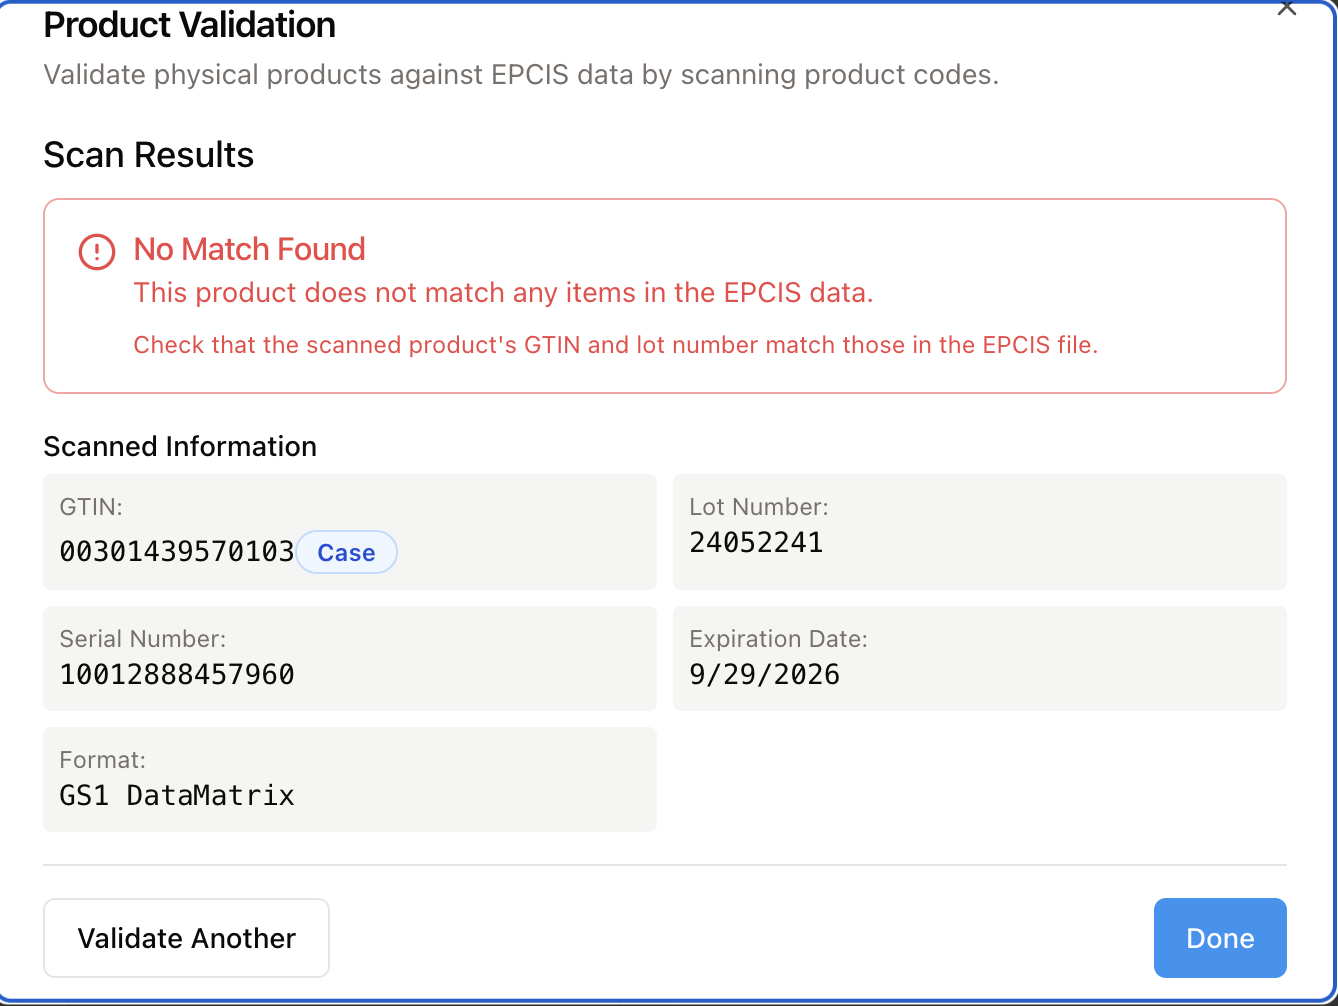 Product Validation
Validate physical products against EPCIS data by scanning product codes.
Scan Results
No Match Found
This product does not match any items in the EPCIS data.
Check that the scanned product's GTIN and lot number match those in the EPCIS file.
Scanned Information
GTIN:
00301439570103 Case
Lot Number:
24052241
Serial Number:
10012888457960
Expiration Date:
9/29/2026
Format:
GS1 DataMatrix
Validate Another
Done